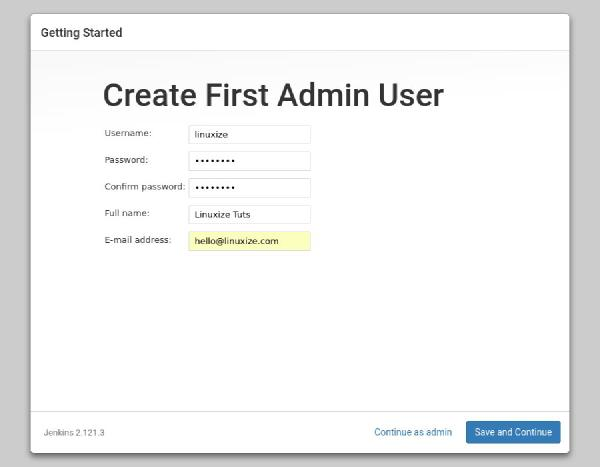 Getting Started
Create First Admin User
Username: linuxize
Password: ••••••••
Confirm password: ••••••••
Full name: Linuxize Tuts
E-mail address: hello@linuxize.com
Jenkins 2.121.3 Continue as admin Save and Continue